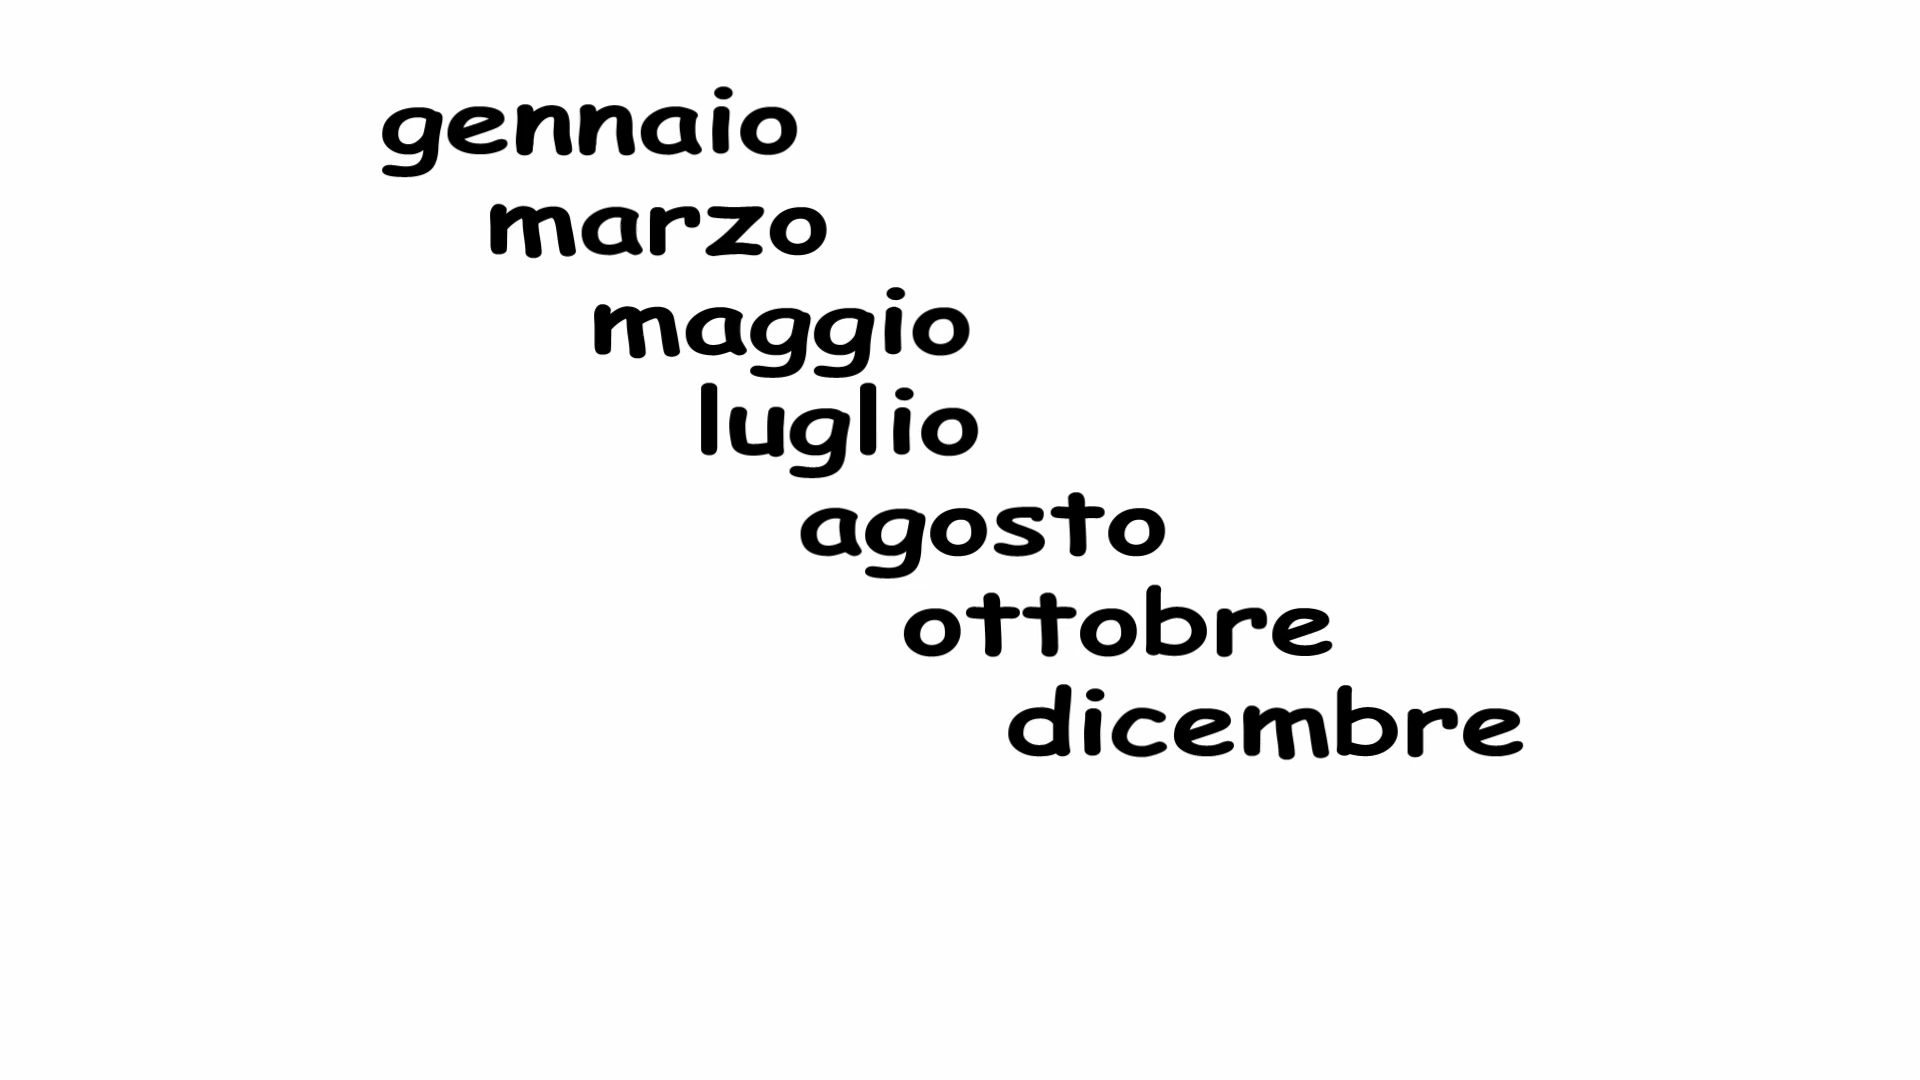 gennaio
marzo
maggio
luglio
agosto
ottobre
dicembre